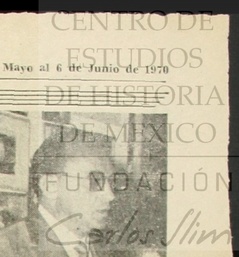 CENTRO DE
ESTUDIOS
Mayo al 6 de Junio de 1970
DE HISTORIA
DE MÉXICO
FUNDACIÓN
Carlos Slim